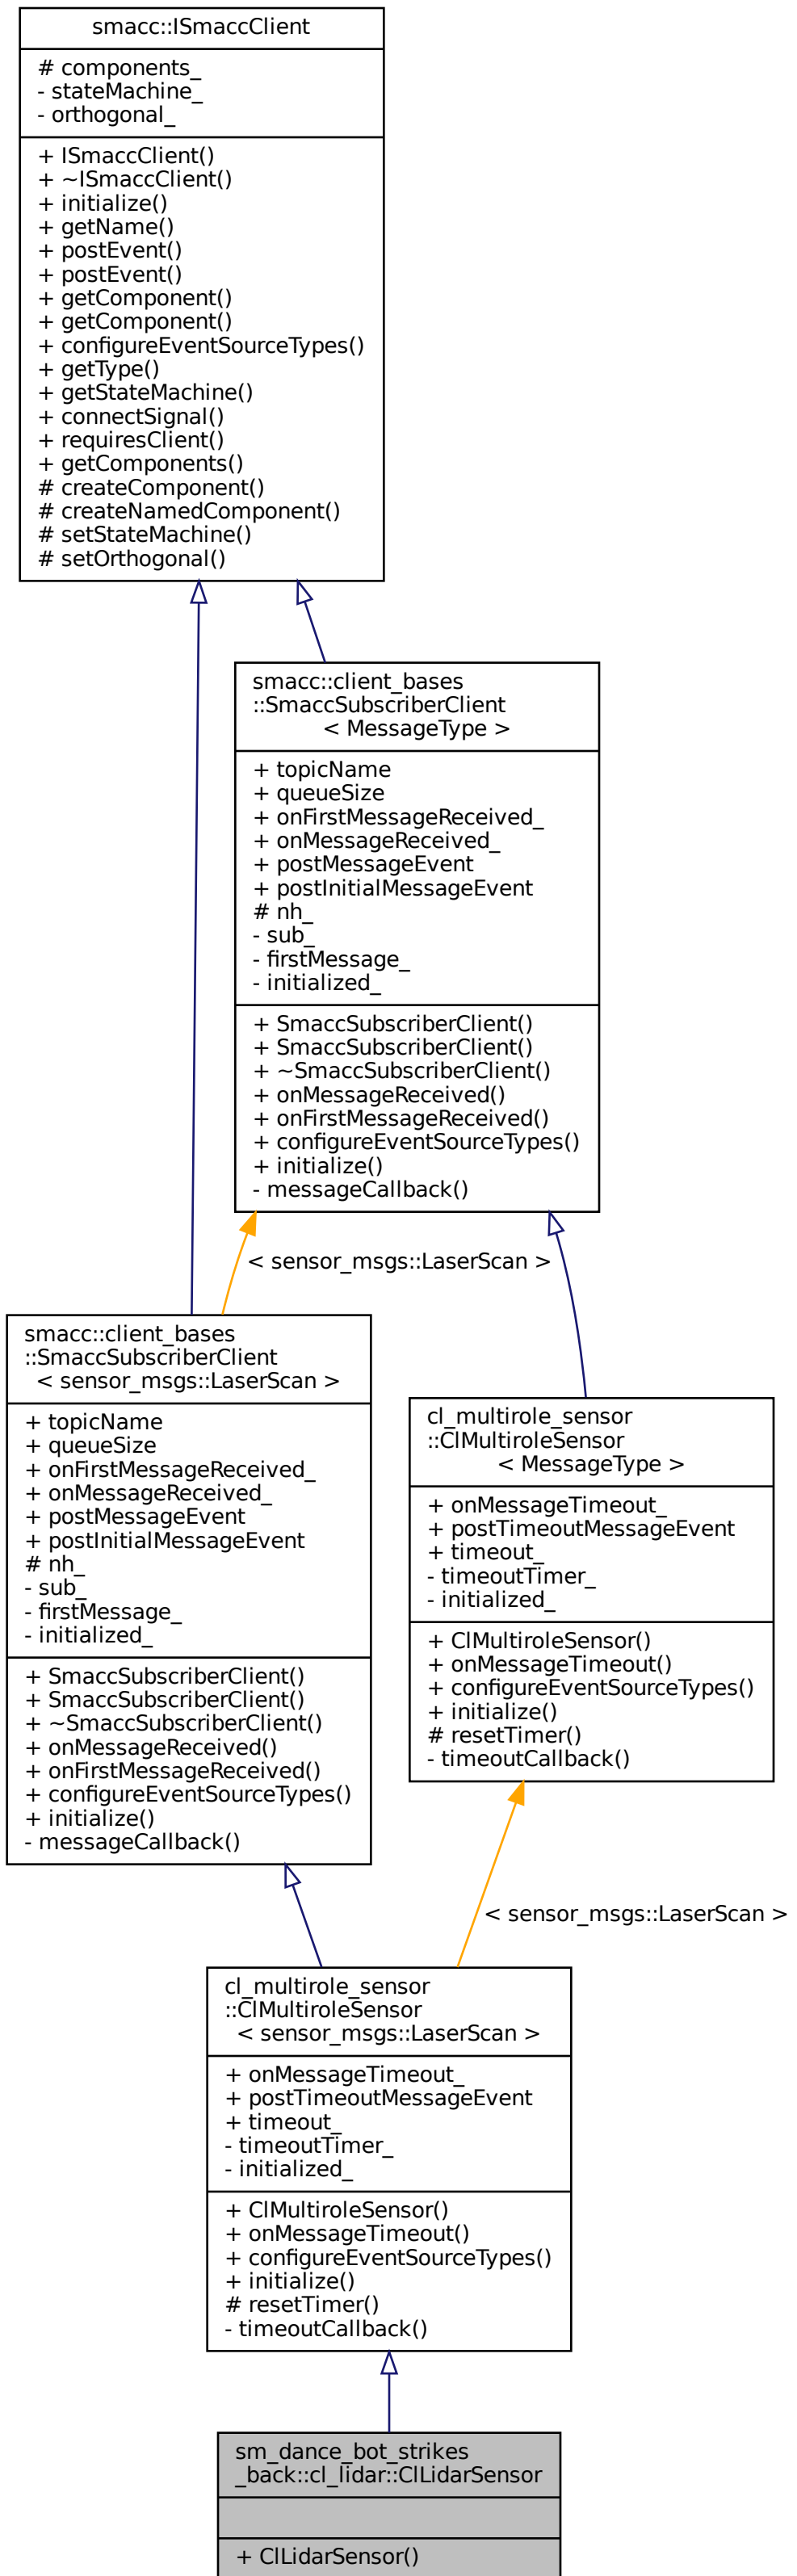 smacc::ISmaccClient
# components_
- stateMachine_
- orthogonal_
+ ISmaccClient()
+ ~ISmaccClient()
+ initialize()
+ getName()
+ postEvent()
+ postEvent()
+ getComponent()
+ getComponent()
+ configureEventSourceTypes()
+ getType()
+ getStateMachine()
+ connectSignal()
+ requiresClient()
+ getComponents()
# createComponent()
# createNamedComponent()
# setStateMachine()
# setOrthogonal()
smacc::client_bases
::SmaccSubscriberClient
< MessageType >
+ topicName
+ queueSize
+ onFirstMessageReceived_
+ onMessageReceived_
+ postMessageEvent
+ postInitialMessageEvent
# nh_
- sub_
- firstMessage_
- initialized_
+ SmaccSubscriberClient()
+ SmaccSubscriberClient()
+ ~SmaccSubscriberClient()
+ onMessageReceived()
+ onFirstMessageReceived()
+ configureEventSourceTypes()
+ initialize()
- messageCallback()
< sensor_msgs::LaserScan >
smacc::client_bases
::SmaccSubscriberClient
< sensor_msgs::LaserScan >
+ topicName
+ queueSize
+ onFirstMessageReceived_
+ onMessageReceived_
+ postMessageEvent
+ postInitialMessageEvent
# nh_
- sub_
- firstMessage_
- initialized_
+ SmaccSubscriberClient()
+ SmaccSubscriberClient()
+ ~SmaccSubscriberClient()
+ onMessageReceived()
+ onFirstMessageReceived()
+ configureEventSourceTypes()
+ initialize()
- messageCallback()
cl_multirole_sensor
::ClMultiroleSensor
< MessageType >
+ onMessageTimeout_
+ postTimeoutMessageEvent
+ timeout_
- timeoutTimer_
- initialized_
+ ClMultiroleSensor()
+ onMessageTimeout()
+ configureEventSourceTypes()
+ initialize()
# resetTimer()
- timeoutCallback()
< sensor_msgs::LaserScan >
cl_multirole_sensor
::ClMultiroleSensor
< sensor_msgs::LaserScan >
+ onMessageTimeout_
+ postTimeoutMessageEvent
+ timeout_
- timeoutTimer_
- initialized_
+ ClMultiroleSensor()
+ onMessageTimeout()
+ configureEventSourceTypes()
+ initialize()
# resetTimer()
- timeoutCallback()
sm_dance_bot_strikes
_back::cl_lidar::ClLidarSensor
+ ClLidarSensor()